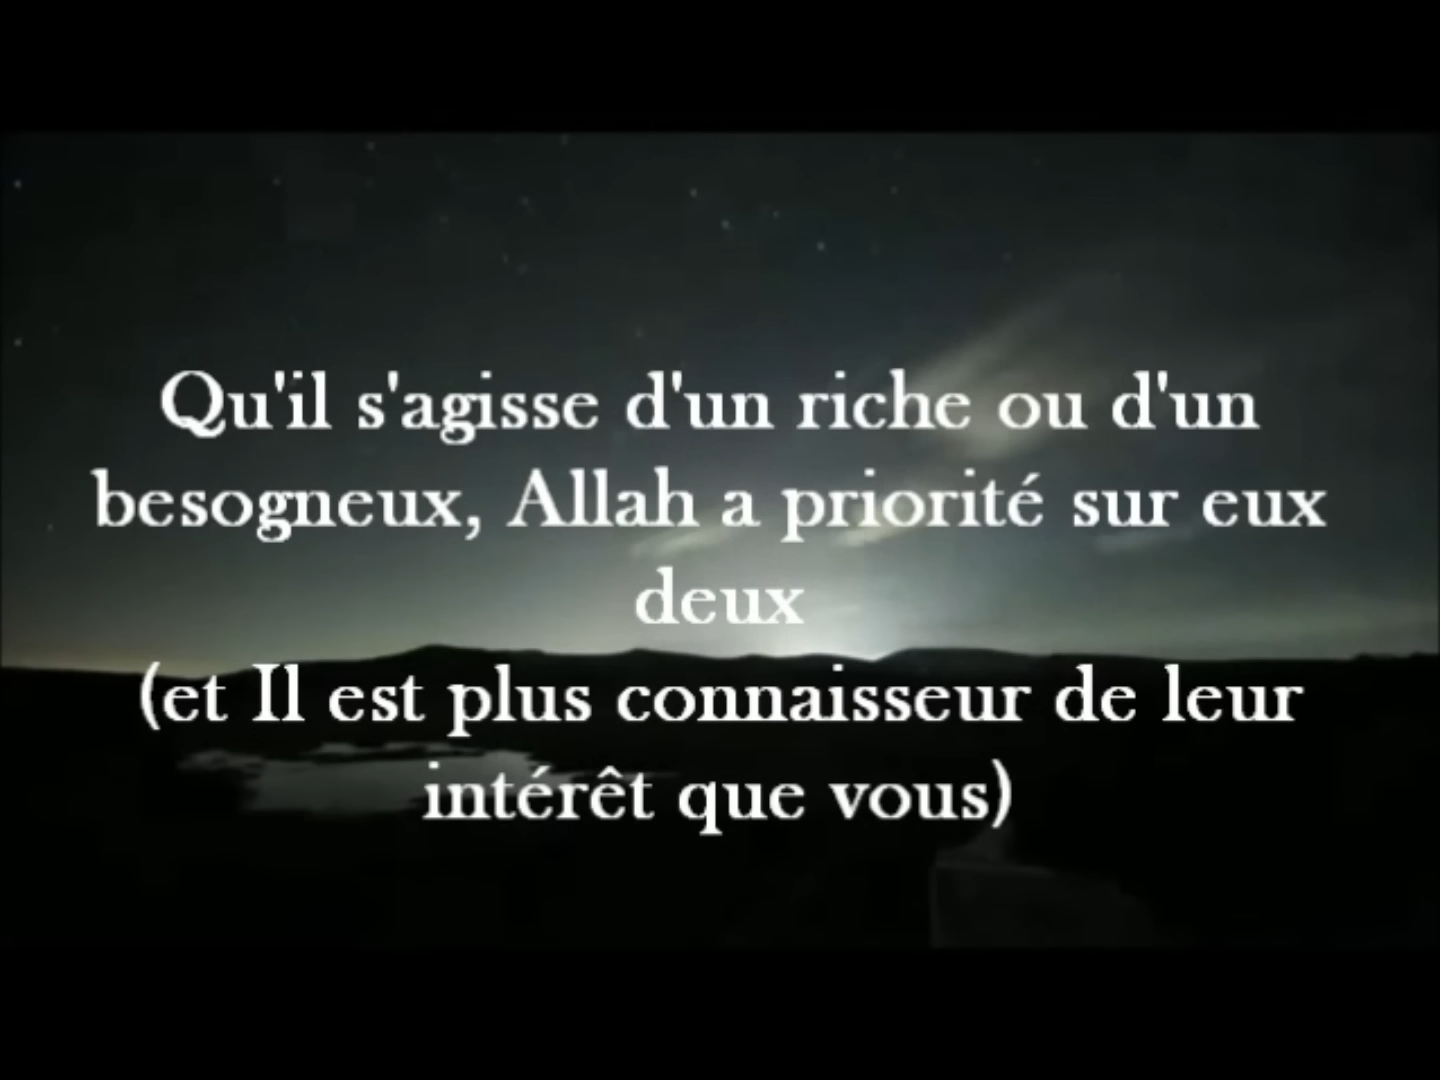 Qu'il s'agisse d'un riche ou d'un
besogneux, Allah a priorité sur eux
deux
(et Il est plus connaisseur de leur
intérêt que vous)